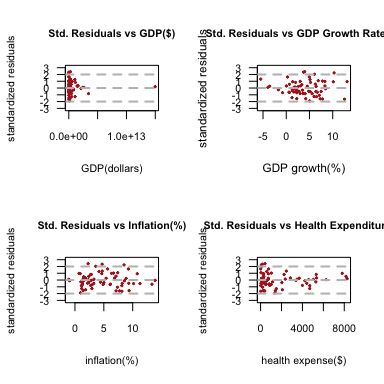 Std. Residuals vs GDP($)
standardized residuals
3
2
1
0
-1
-2
-3
0.0e+00 1.0e+13
GDP(dollars)
Std. Residuals vs GDP Growth Rate
standardized residuals
3
2
1
0
-1
-2
-3
-5 0 5 10
GDP growth(%)
Std. Residuals vs Inflation(%)
standardized residuals
3
2
1
0
-1
-2
-3
0 5 10
inflation(%)
Std. Residuals vs Health Expenditur
standardized residuals
3
2
1
0
-1
-2
-3
0 4000 8000
health expense($)